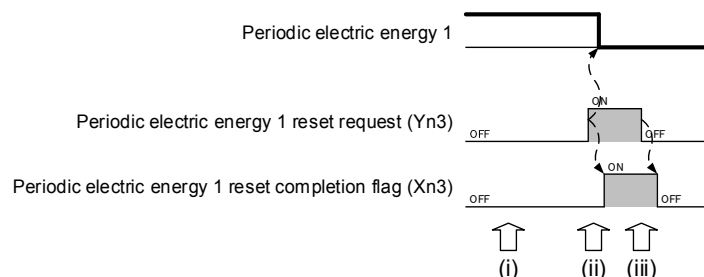 Periodic electric energy 1
ON
Periodic electric energy 1 reset request (Yn3)
OFF
OFF
ON
Periodic electric energy 1 reset completion flag (Xn3)
OFF
OFF
(i)
(ii)
(iii)